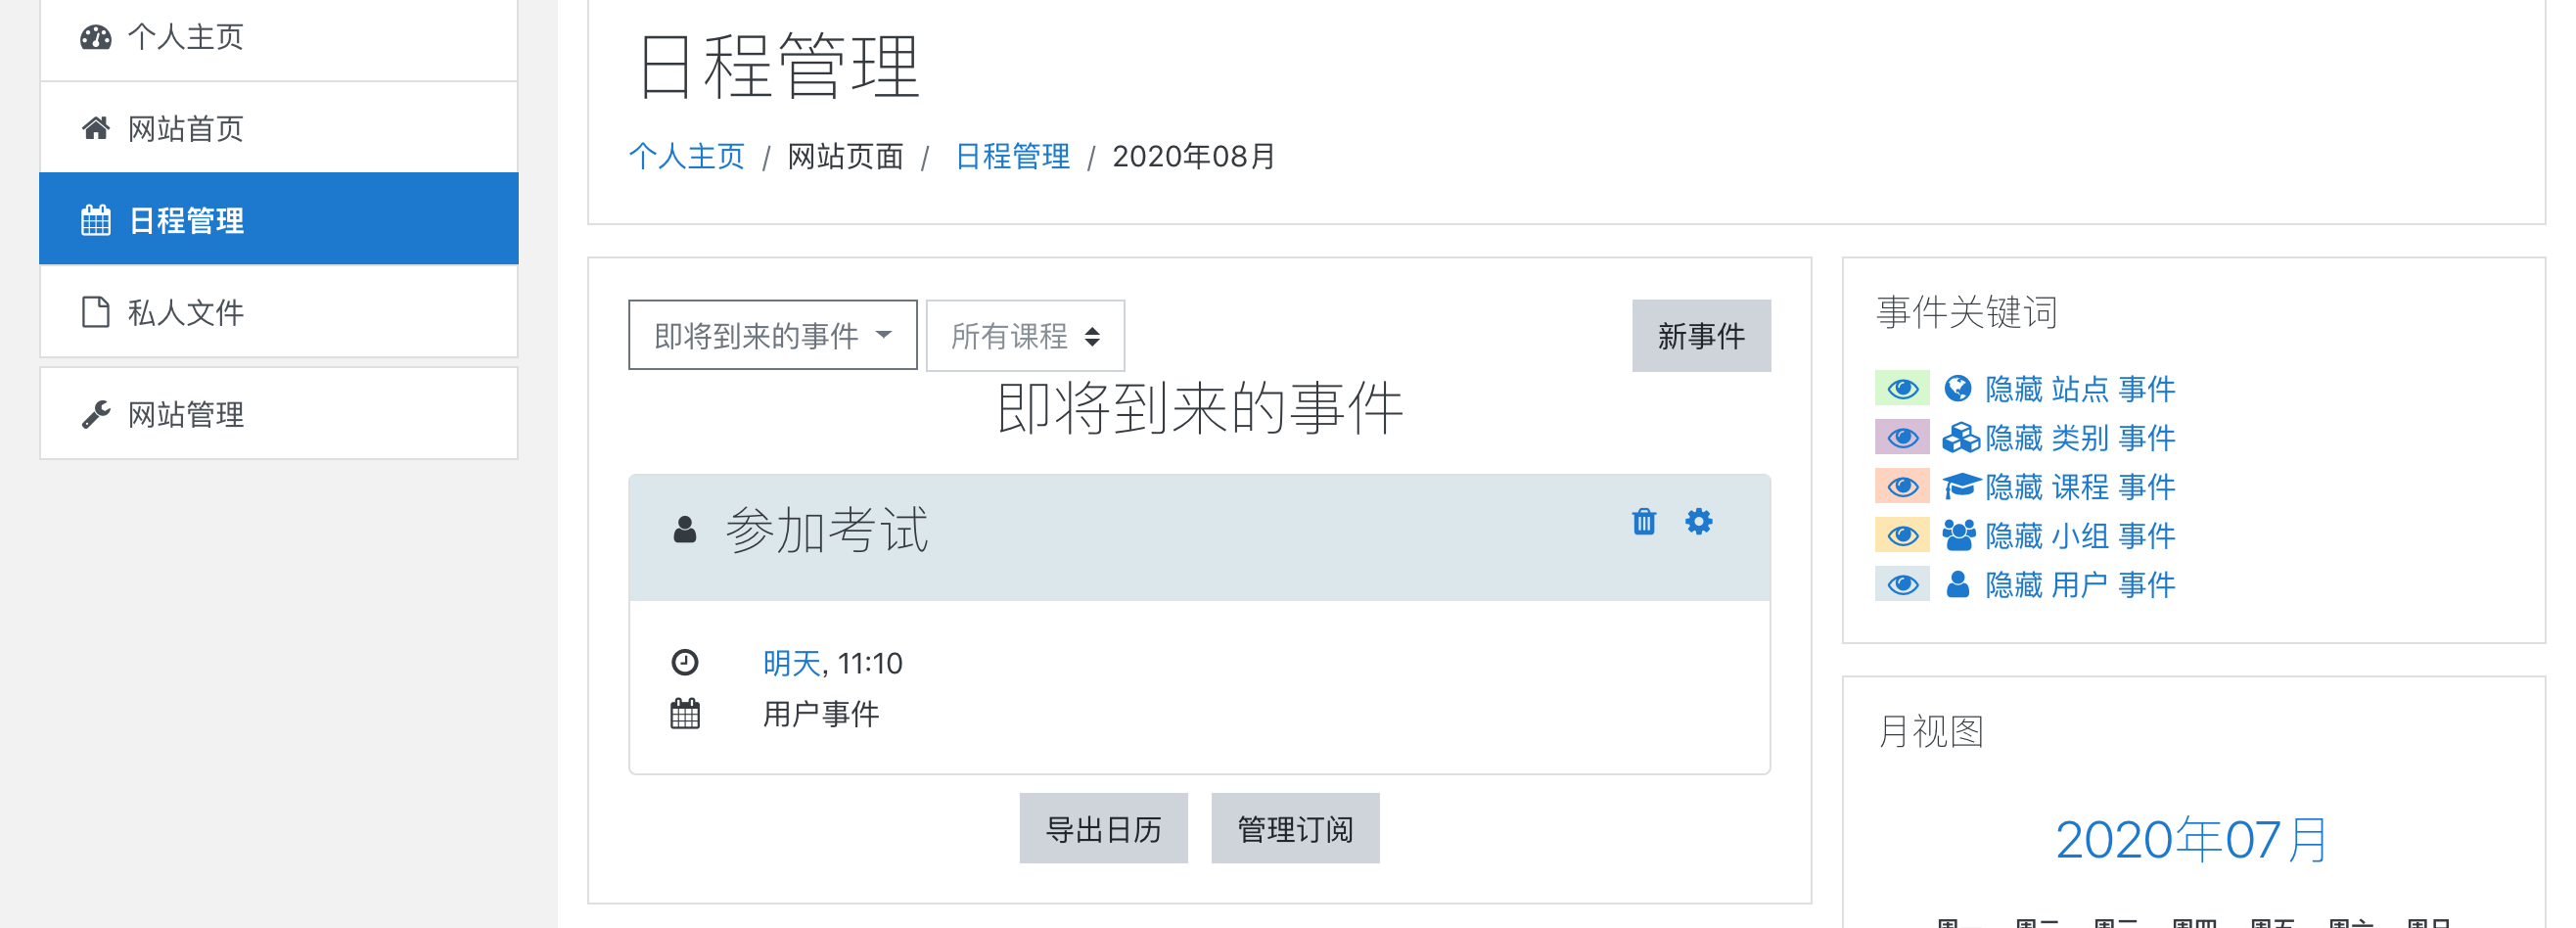 个人主页
网站首页
日程管理
私人文件
网站管理
日程管理
个人主页 / 网站页面 / 日程管理 / 2020年08月
即将到来的事件 所有课程 新事件
即将到来的事件
参加考试
明天, 11:10
用户事件
导出日历 管理订阅
事件关键词
隐藏 站点 事件
隐藏 类别 事件
隐藏 课程 事件
隐藏 小组 事件
隐藏 用户 事件
月视图
2020年07月